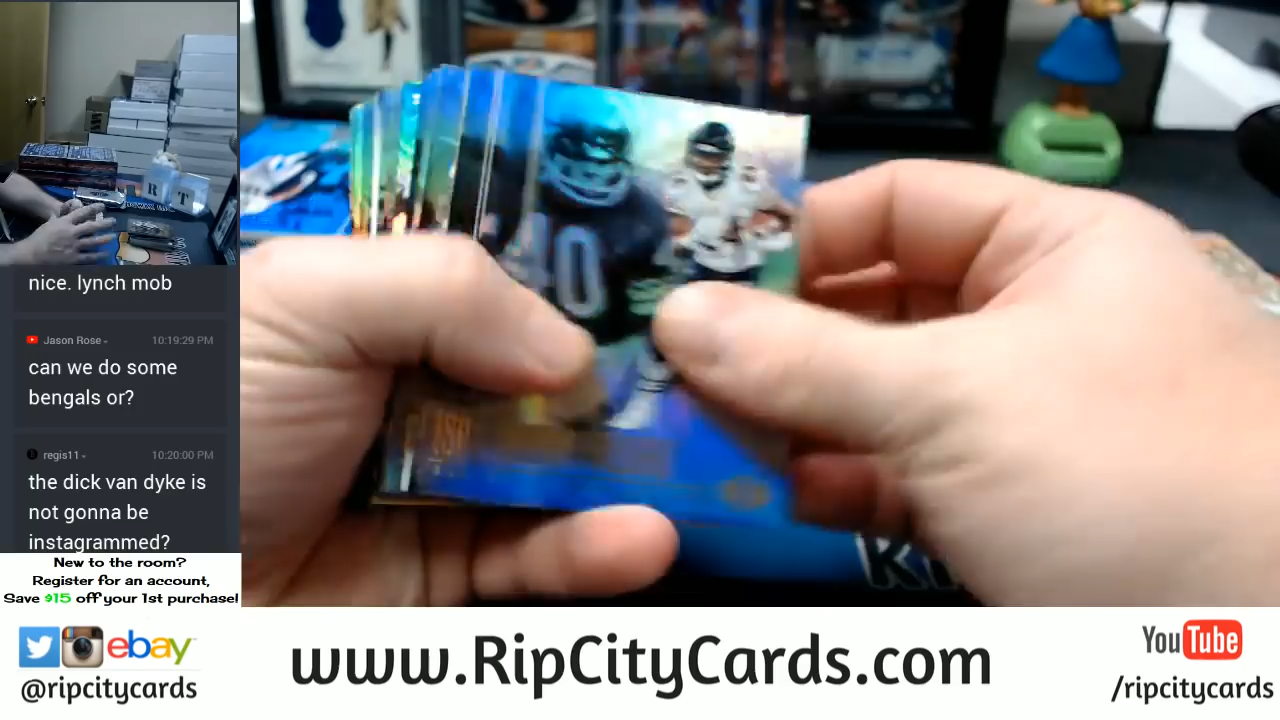 nice. lynch mob
Jason Rose
10:19:29 PM
can we do some
bengals or?
regis11
10:20:00 PM
the dick van dyke is
not gonna be
instagrammed?
New to the room?
Register for an account,
Save $15 off your 1st purchase!
ebay
@ripcitycards
www.RipCityCards.com
YouTube
/ripcitycards
40
R T